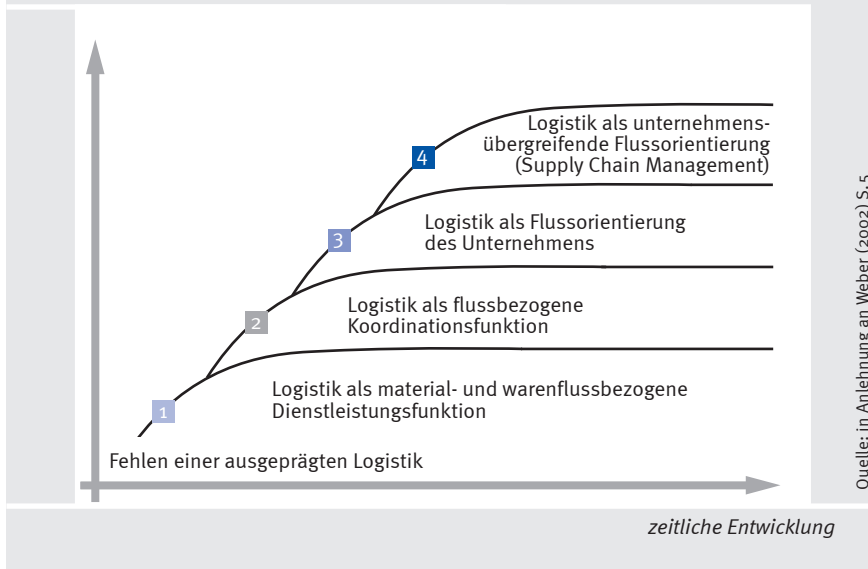 4
Logistik als unternehmens-
übergreifende Flussorientierung
(Supply Chain Management)
3
Logistik als Flussorientierung
des Unternehmens
2
Logistik als flussbezogene
Koordinationsfunktion
1
Logistik als material- und warenflussbezogene
Dienstleistungsfunktion
Fehlen einer ausgeprägten Logistik
zeitliche Entwicklung
Quelle: in Anlehnung an Weber (2002) S. 5